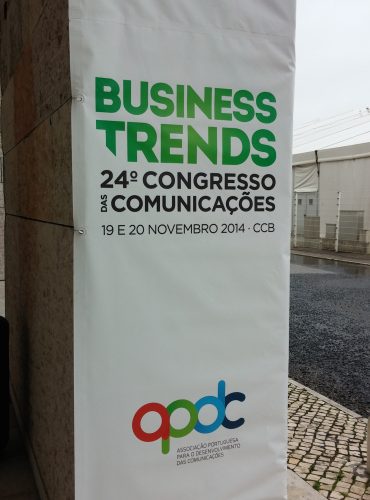 BUSINESS
TRENDS
24º CONGRESSO
DAS COMUNICAÇÕES
19 E 20 NOVEMBRO 2014 · CCB
apdc
ASSOCIAÇÃO PORTUGUESA
PARA O DESENVOLVIMENTO
DAS COMUNICAÇÕES